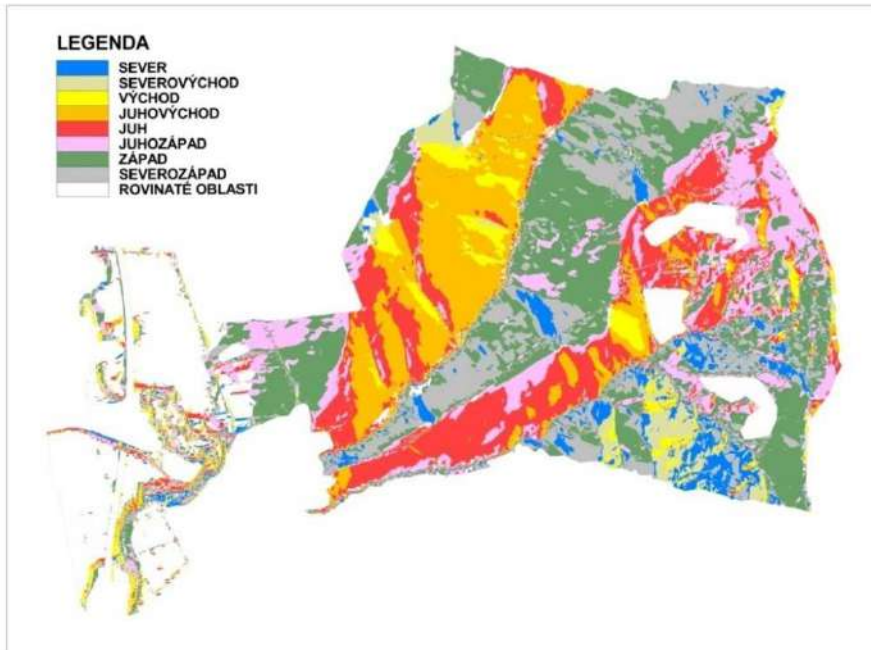 LEGENDA
SEVER
SEVEROVÝCHOD
VÝCHOD
JUHOVÝCHOD
JUH
JUHOZÁPAD
ZÁPAD
SEVEROZÁPAD
ROVINATÉ OBLASTI